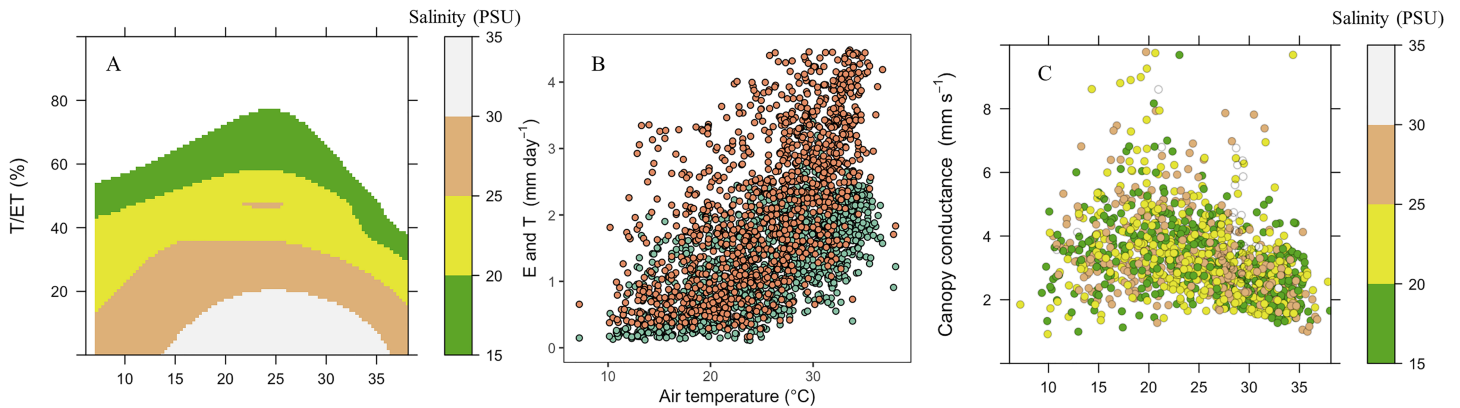 Salinity (PSU)
A
T/ET (%)
80
60
40
20
10 15 20 25 30 35
35
30
25
20
15
B
E and T (mm day⁻¹)
4
3
2
1
0
10 20 30
Air temperature (°C)
Salinity (PSU)
C
Canopy conductance (mm s⁻¹)
8
6
4
2
10 15 20 25 30 35
35
30
25
20
15